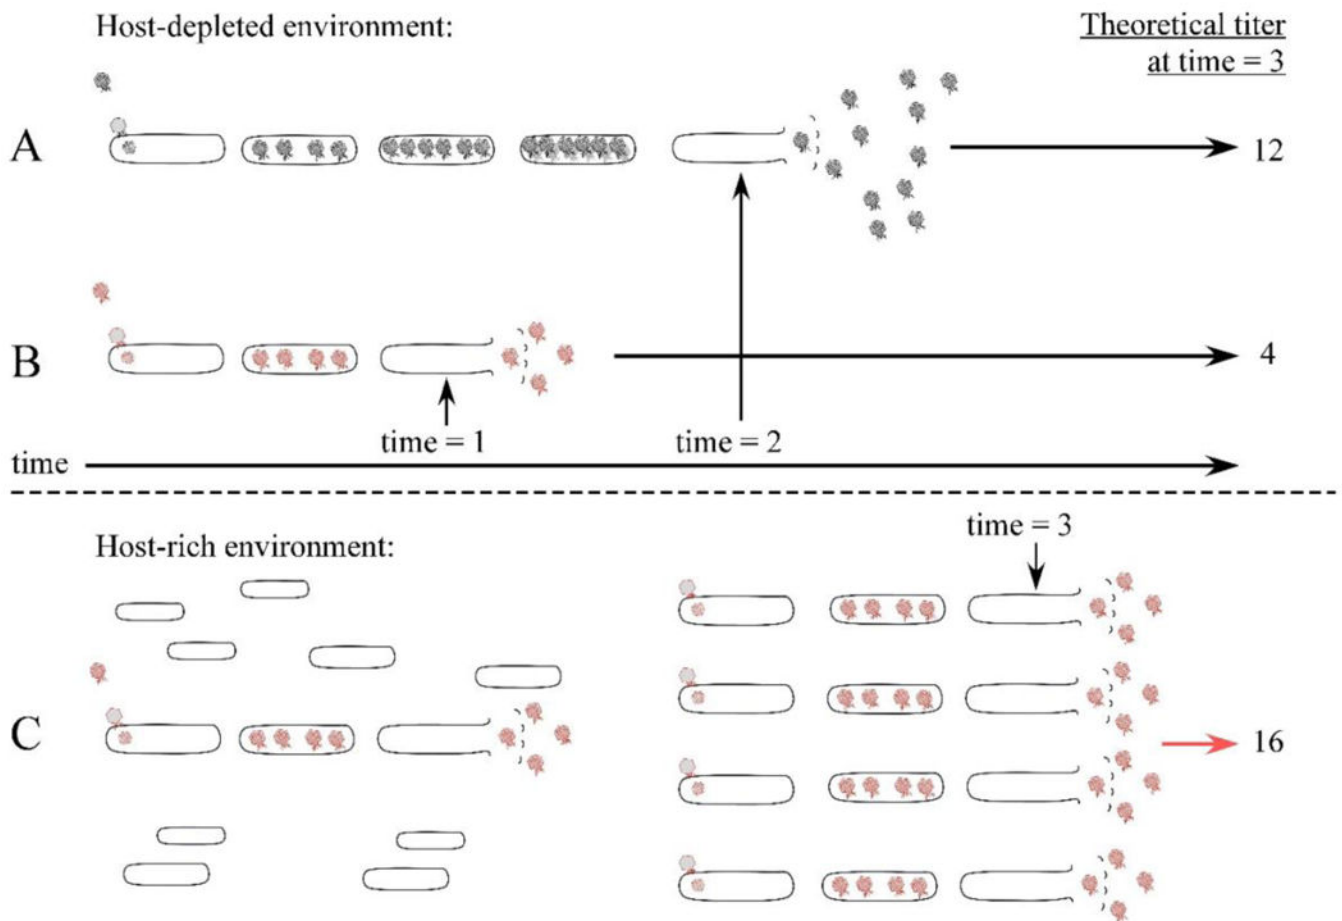 Host-depleted environment:
Theoretical titer
at time = 3
A
12
B
4
time = 1
time = 2
time
Host-rich environment:
time = 3
C
16